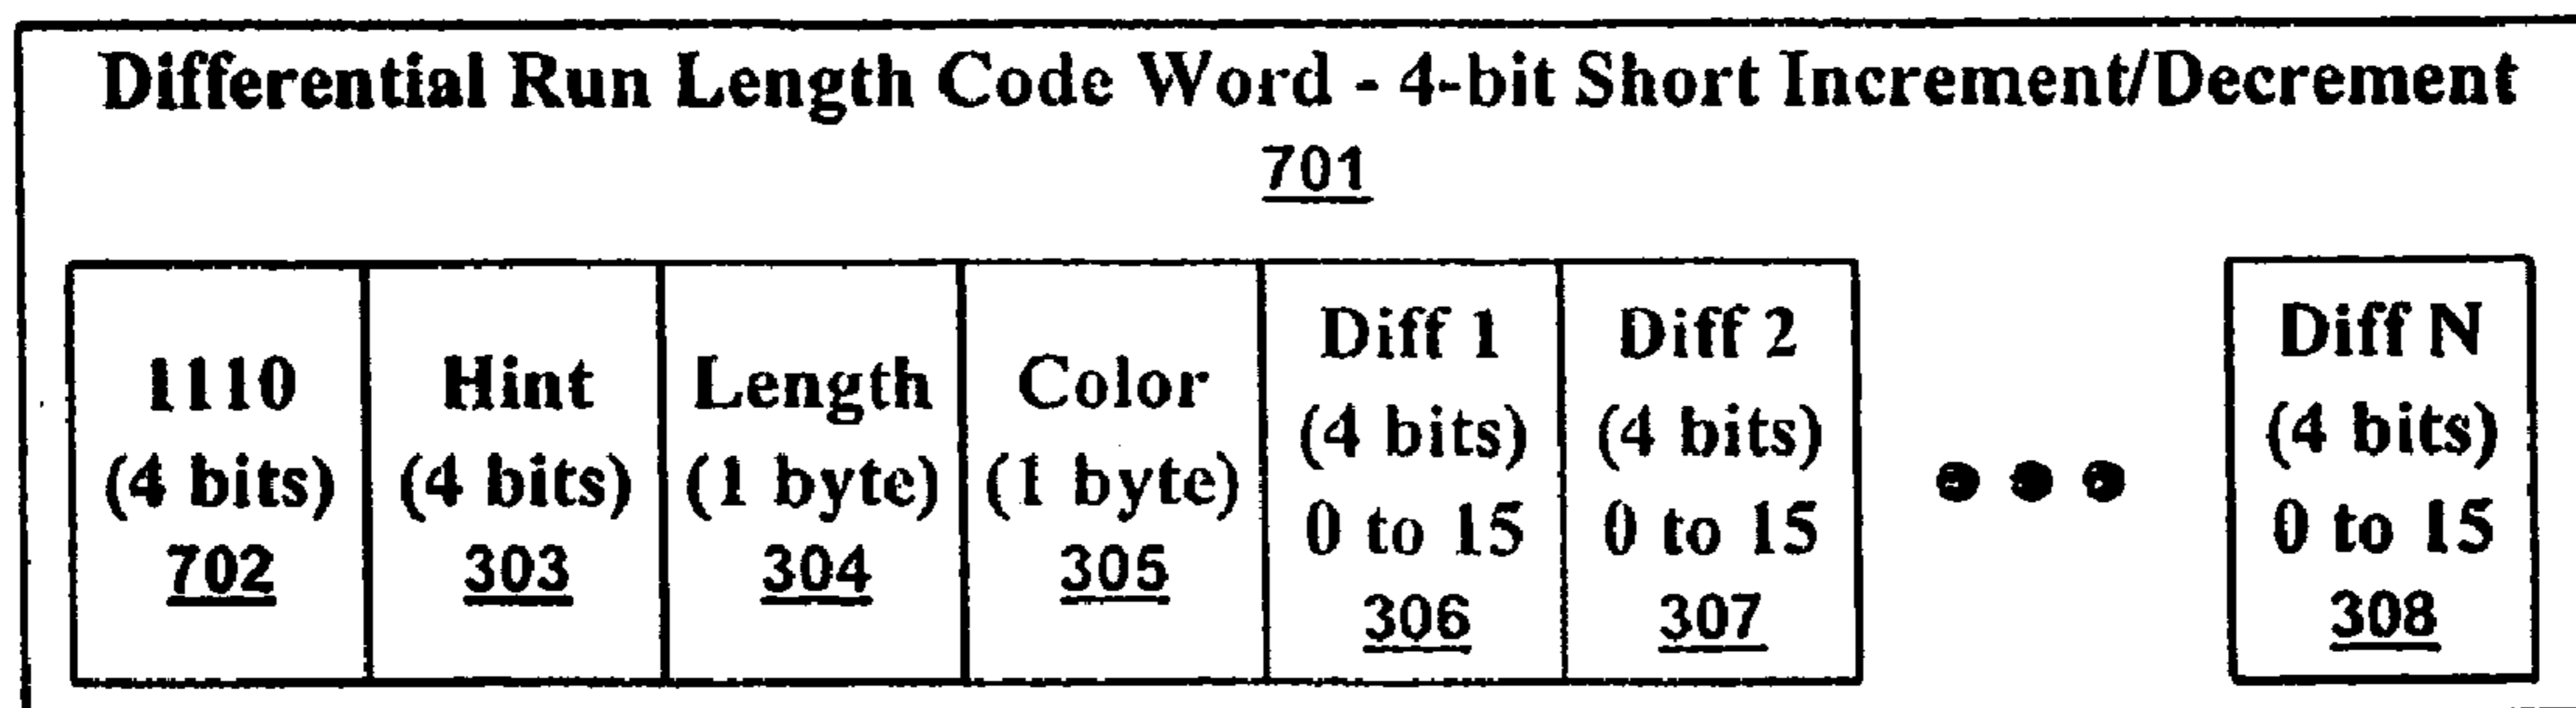 Differential Run Length Code Word - 4-bit Short Increment/Decrement
701
1110
(4 bits)
702
Hint
(4 bits)
303
Length
(1 byte)
304
Color
(1 byte)
305
Diff 1
(4 bits)
0 to 15
306
Diff 2
(4 bits)
0 to 15
307
Diff N
(4 bits)
0 to 15
308